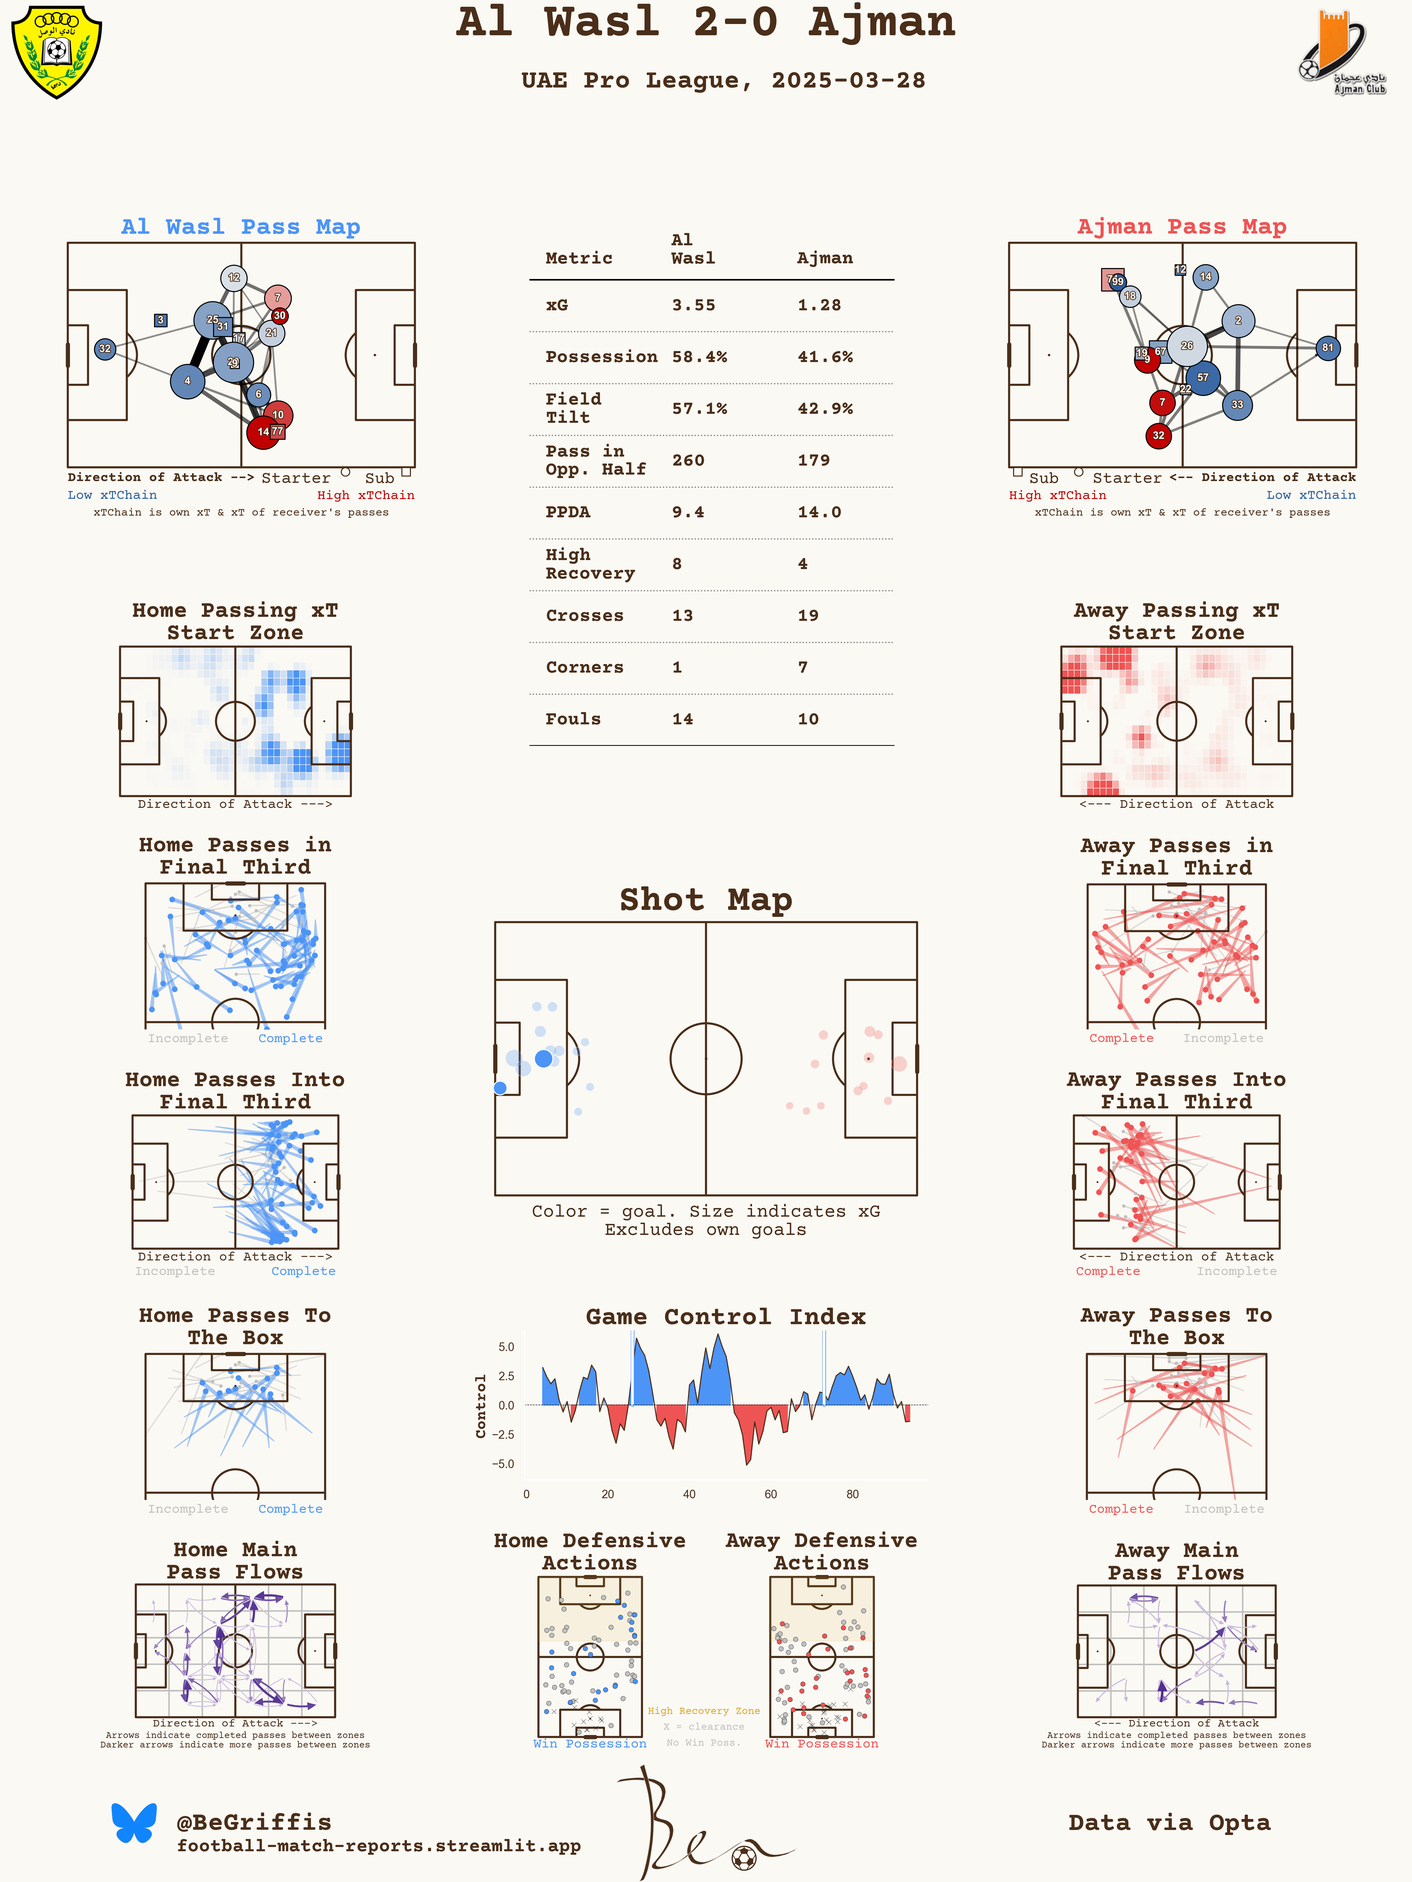 Al Wasl 2-0 Ajman
UAE Pro League, 2025-03-28
نادي الوصل
دبي
نادي عجمان
Ajman Club
Al Wasl Pass Map
12
7
30
25
31
3
17
21
32
29
4
6
10
14
77
Direction of Attack --> Starter Sub
Low xTChain High xTChain
xTChain is own xT & xT of receiver's passes
Metric Al Wasl Ajman
xG 3.55 1.28
Possession 58.4% 41.6%
Field Tilt 57.1% 42.9%
Pass in Opp. Half 260 179
PPDA 9.4 14.0
High Recovery 8 4
Crosses 13 19
Corners 1 7
Fouls 14 10
Ajman Pass Map
12
14
99
18
2
26
81
19
67
9
57
22
7
33
32
Sub Starter <-- Direction of Attack
High xTChain Low xTChain
xTChain is own xT & xT of receiver's passes
Home Passing xT
Start Zone
Direction of Attack --->
Away Passing xT
Start Zone
<--- Direction of Attack
Home Passes in
Final Third
Incomplete Complete
Away Passes in
Final Third
Complete Incomplete
Shot Map
Color = goal. Size indicates xG
Excludes own goals
Home Passes Into
Final Third
Direction of Attack --->
Incomplete Complete
Away Passes Into
Final Third
<--- Direction of Attack
Complete Incomplete
Home Passes To
The Box
Incomplete Complete
Game Control Index
Control
5.0
2.5
0.0
−2.5
−5.0
0 20 40 60 80
Away Passes To
The Box
Complete Incomplete
Home Main
Pass Flows
Direction of Attack --->
Arrows indicate completed passes between zones
Darker arrows indicate more passes between zones
Home Defensive
Actions
Win Possession
High Recovery Zone
X = clearance
No Win Poss.
Away Defensive
Actions
Win Possession
Away Main
Pass Flows
<--- Direction of Attack
Arrows indicate completed passes between zones
Darker arrows indicate more passes between zones
@BeGriffis
football-match-reports.streamlit.app
Ben
Data via Opta